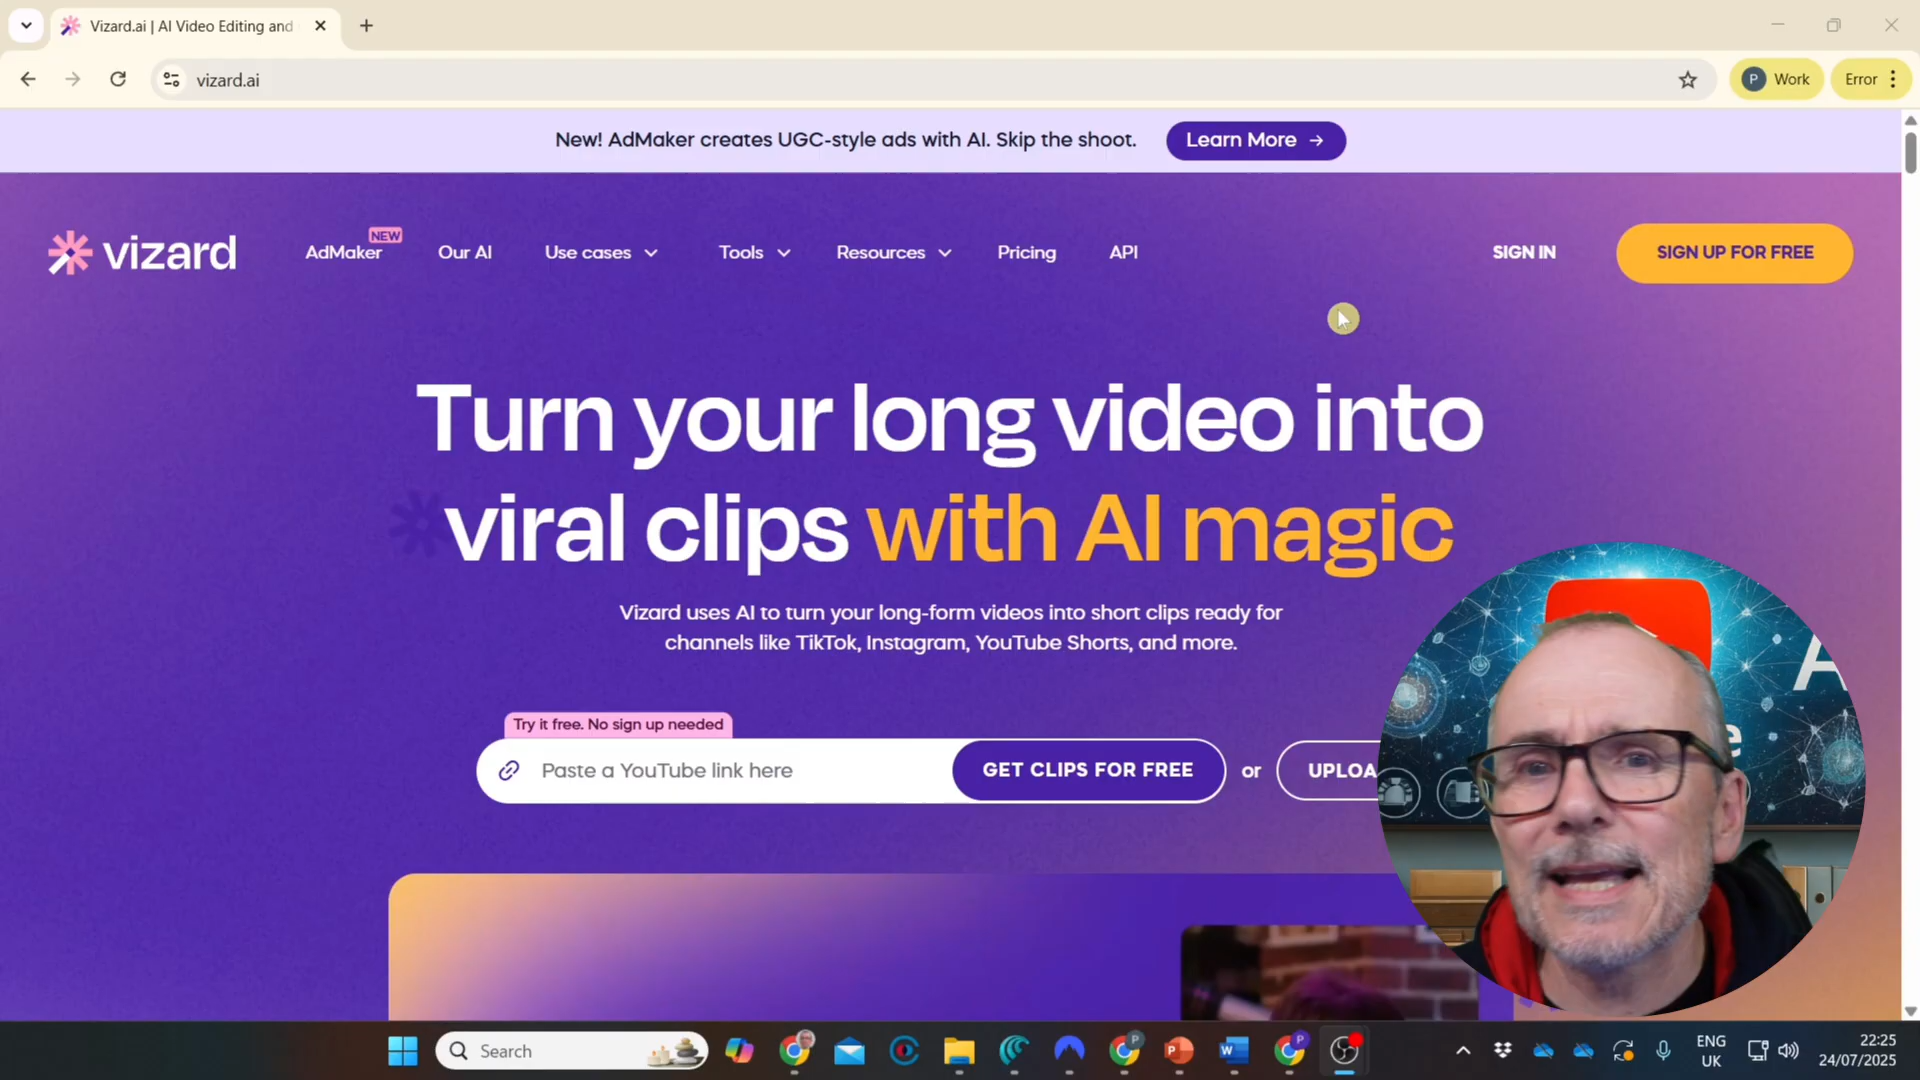 Vizard.ai | AI Video Editing and
vizard.ai
Work
Error
New! AdMaker creates UGC-style ads with AI. Skip the shoot.
Learn More →
vizard
AdMaker
NEW
Our AI
Use cases
Tools
Resources
Pricing
API
SIGN IN
SIGN UP FOR FREE
Turn your long video into
viral clips with AI magic
Vizard uses AI to turn your long-form videos into short clips ready for
channels like TikTok, Instagram, YouTube Shorts, and more.
Try it free. No sign up needed
Paste a YouTube link here
GET CLIPS FOR FREE
or
UPLOA
Search
ENG
UK
22:25
24/07/2025